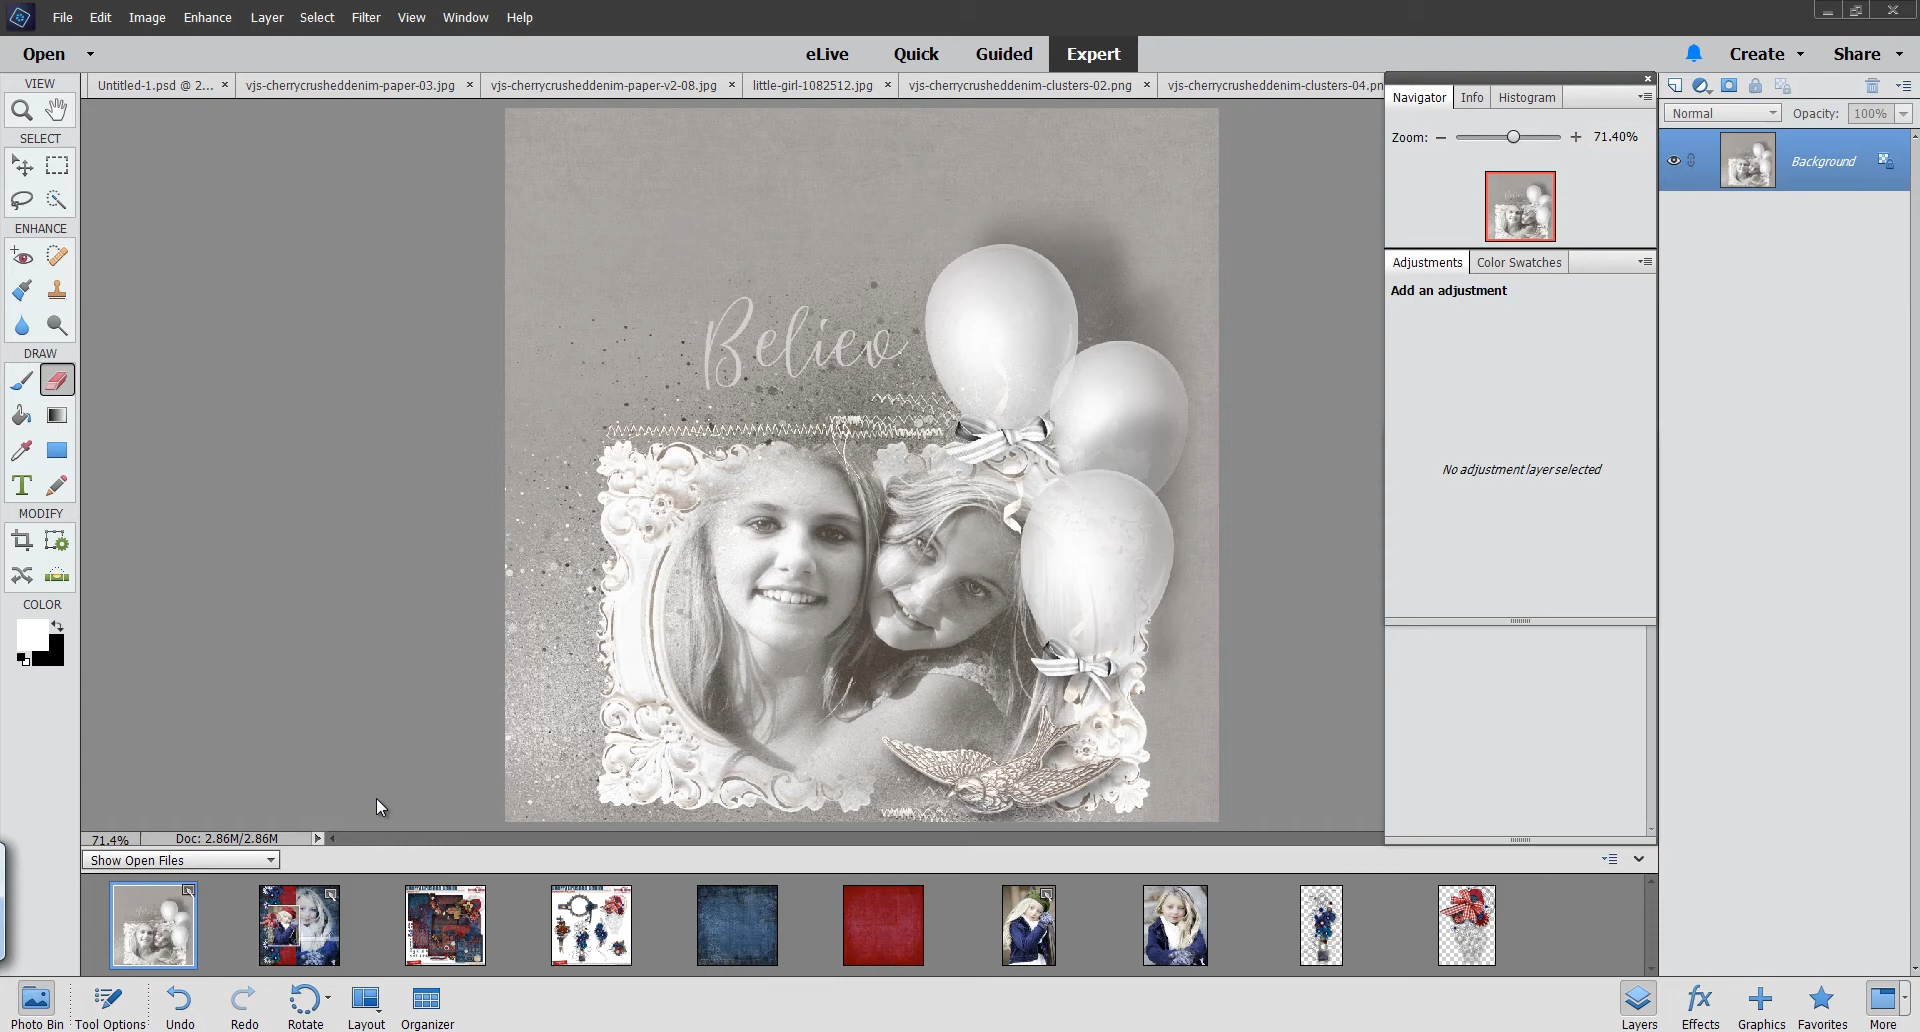 File Edit Image Enhance Layer Select Filter View Window Help
Open eLive Quick Guided Expert Create Share
VIEW Untitled-1.psd @ 2... × vjs-cherrycrusheddenim-paper-03.jpg × vjs-cherrycrusheddenim-paper-v2-08.jpg × little-girl-1082512.jpg × vjs-cherrycrusheddenim-clusters-02.png × vjs-cherrycrusheddenim-clusters-04.pn
Navigator Info Histogram
Normal Opacity: 100%
Zoom: − + 71.40%
SELECT
Background
ENHANCE
Adjustments Color Swatches
Add an adjustment
Believ
DRAW
No adjustment layer selected
T
MODIFY
COLOR
71.4% Doc: 2.86M/2.86M
Show Open Files
Photo Bin Tool Options Undo Redo Rotate Layout Organizer
fx
Layers Effects Graphics Favorites More